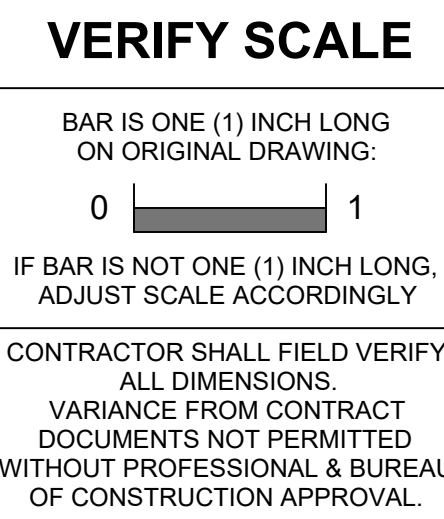 VERIFY SCALE
BAR IS ONE (1) INCH LONG
ON ORIGINAL DRAWING:
0 1
IF BAR IS NOT ONE (1) INCH LONG,
ADJUST SCALE ACCORDINGLY
CONTRACTOR SHALL FIELD VERIFY
ALL DIMENSIONS.
VARIANCE FROM CONTRACT
DOCUMENTS NOT PERMITTED
WITHOUT PROFESSIONAL & BUREAU
OF CONSTRUCTION APPROVAL.